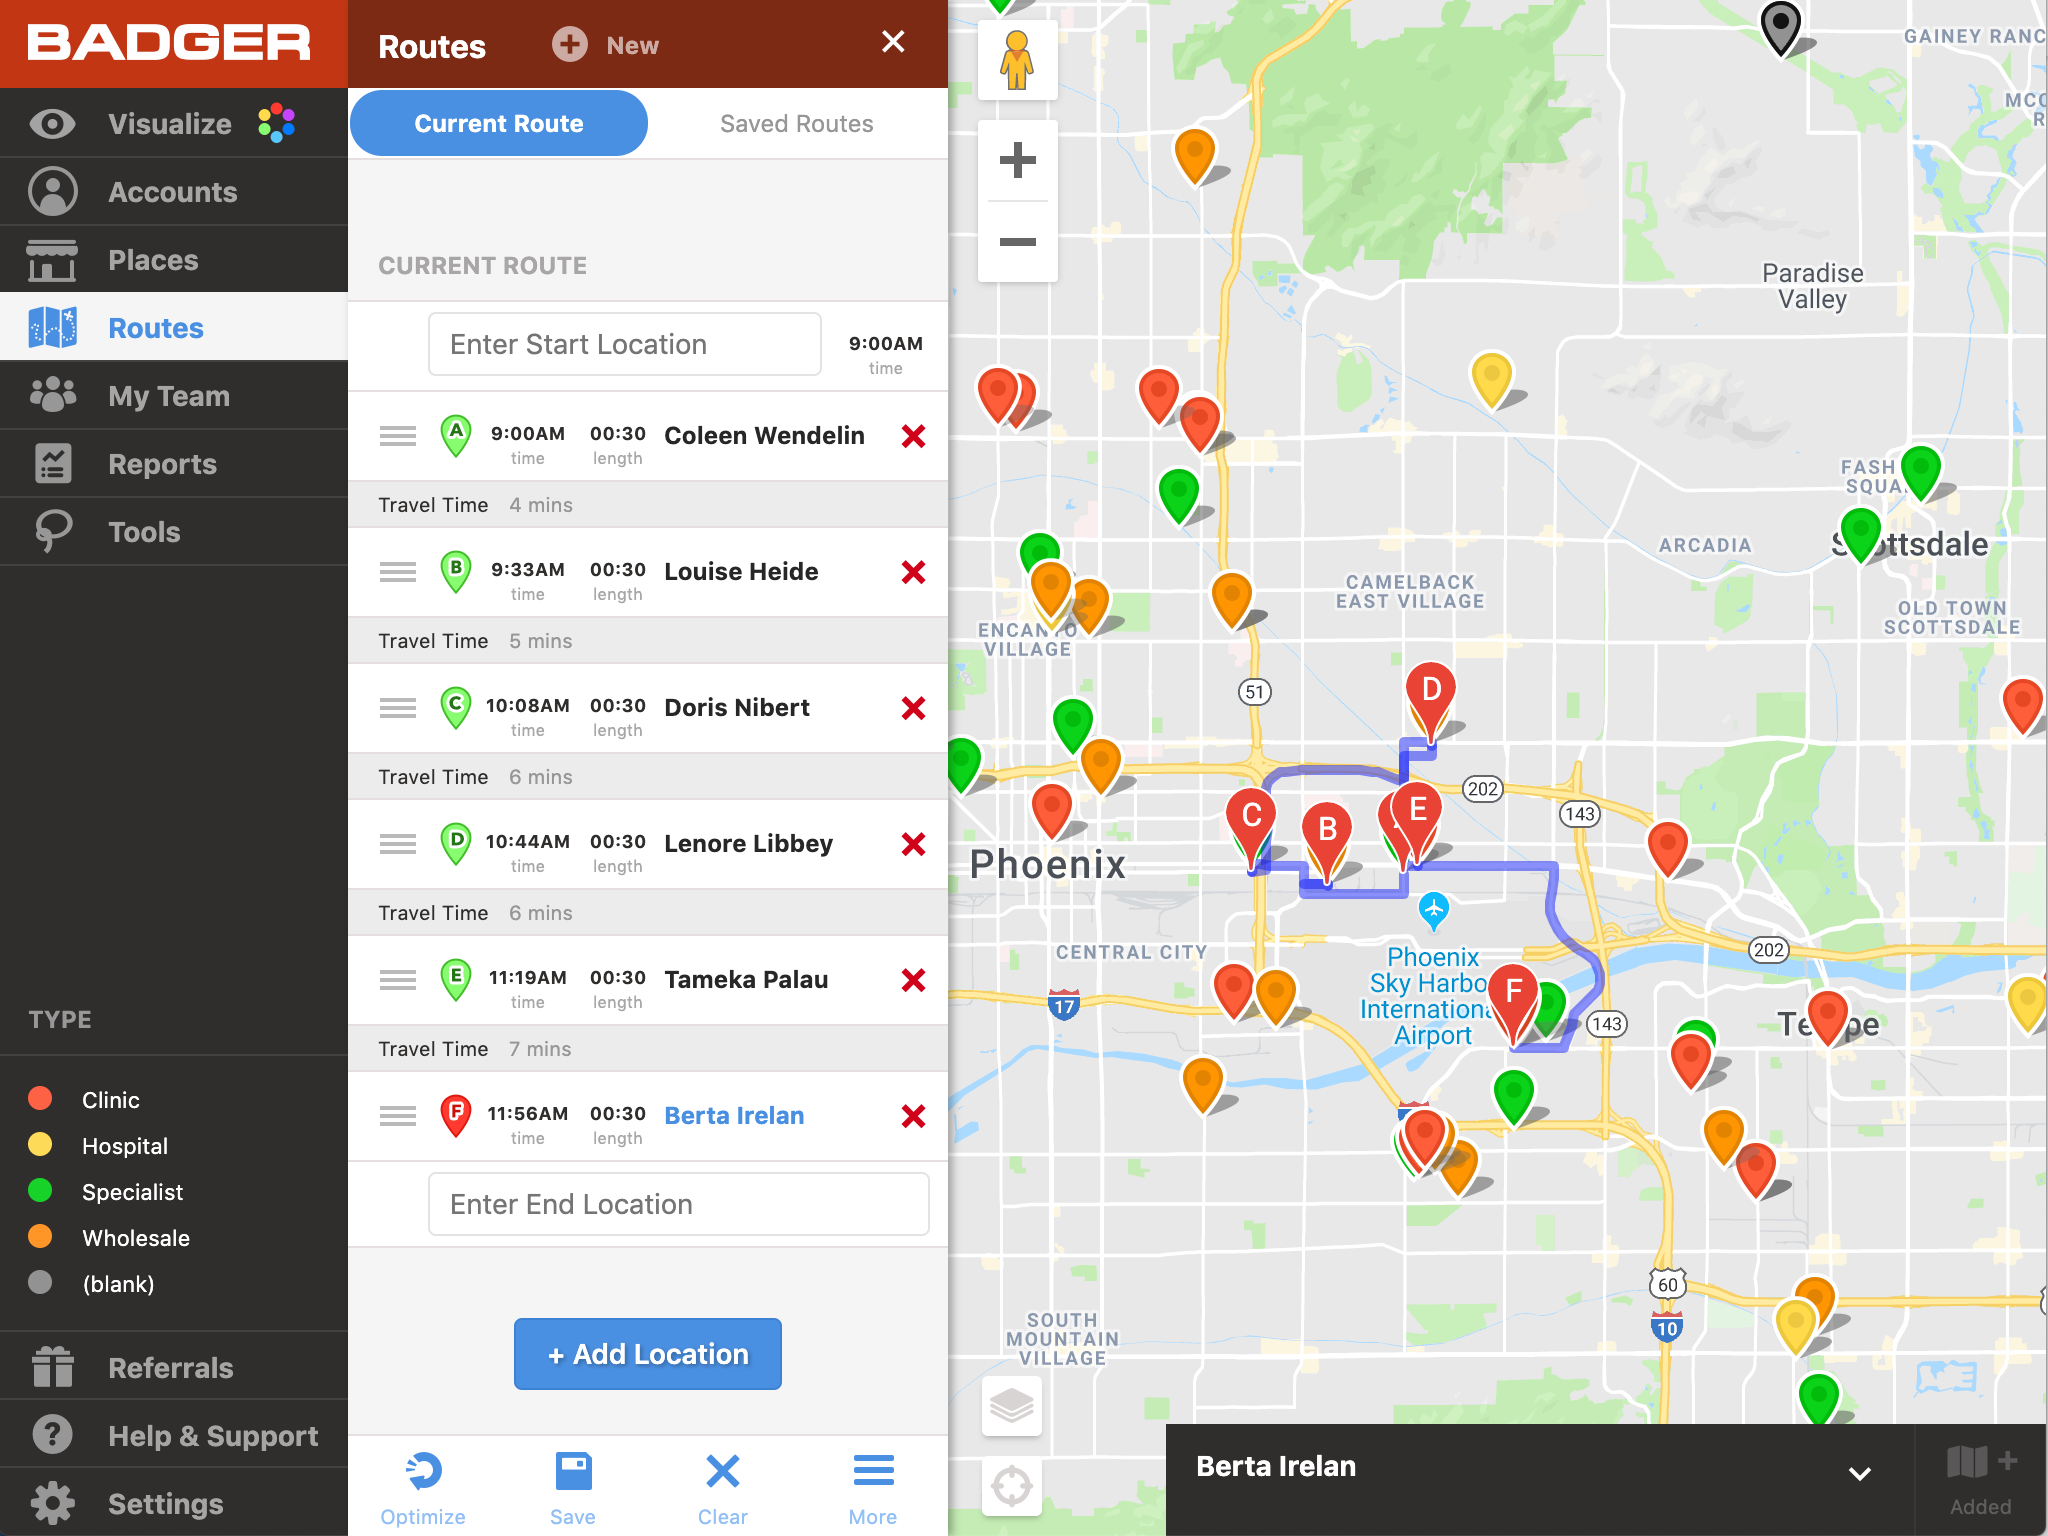 BADGER
Visualize
Accounts
Places
Routes
My Team
Reports
Tools
TYPE
Clinic
Hospital
Specialist
Wholesale
(blank)
Referrals
Help & Support
Settings
Routes
New
Current Route
Saved Routes
CURRENT ROUTE
Enter Start Location
9:00AM
time
A 9:00AM 00:30 Coleen Wendelin
time length
Travel Time 4 mins
B 9:33AM 00:30 Louise Heide
time length
Travel Time 5 mins
C 10:08AM 00:30 Doris Nibert
time length
Travel Time 6 mins
D 10:44AM 00:30 Lenore Libbey
time length
Travel Time 6 mins
E 11:19AM 00:30 Tameka Palau
time length
Travel Time 7 mins
F 11:56AM 00:30 Berta Irelan
time length
Enter End Location
+ Add Location
Optimize
Save
Clear
More
GAINEY RANC
MCC
R
Paradise
Valley
FASH
SQUA
ttsdale
ARCADIA
CAMELBACK
EAST VILLAGE
OLD TOWN
SCOTTSDALE
ENCANTO
VILLAGE
51
D
202
143
C
B
E
Phoenix
CENTRAL CITY
202
Phoenix
Sky Harbo
Internationa
Airport
F
17
143
Te pe
60
10
SOUTH
MOUNTAIN
VILLAGE
Berta Irelan
Added